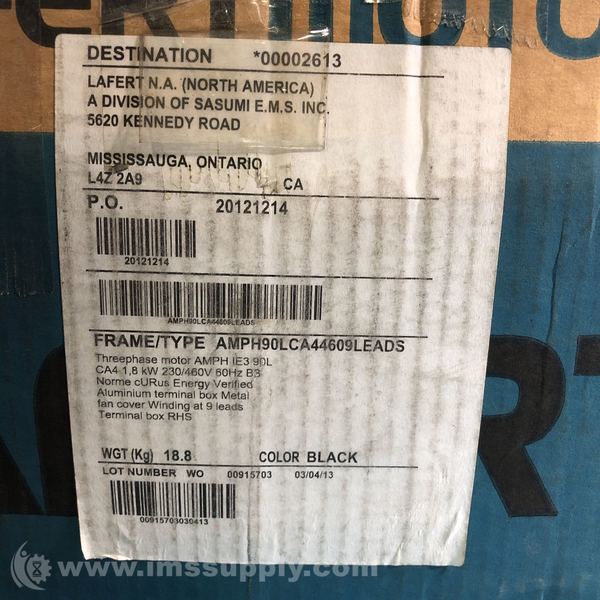 DESTINATION *00002613
LAFERT N.A. (NORTH AMERICA)
A DIVISION OF SASUMI E.M.S. INC.
5620 KENNEDY ROAD
MISSISSAUGA, ONTARIO
L4Z 2A9 CA
P.O. 20121214
20121214
AMPH90LCA44609LEADS
FRAME/TYPE AMPH90LCA44609LEADS
Threephase motor AMPH IE3 90L
CA4 1,8 kW 230/460V 60Hz B3
Norme cURus Energy Verified
Aluminium terminal box Metal
fan cover Winding at 9 leads
Terminal box RHS
WGT (Kg) 18.8 COLOR BLACK
LOT NUMBER WO 00915703 03/04/13
00915703030413
www.imssupply.com